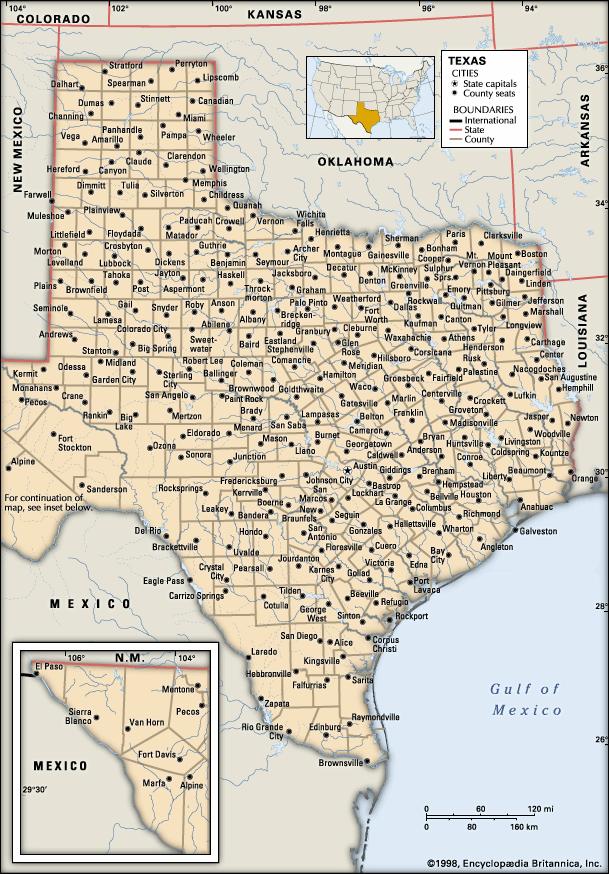 104°
100°
98°
96°
94°
COLORADO
KANSAS
NEW MEXICO
OKLAHOMA
ARKANSAS
LOUISIANA
36°
34°
32°
30°
28°
26°
TEXAS
CITIES
State capitals
County seats
BOUNDARIES
International
State
County
Stratford
Perryton
Dalhart
Spearman
Lipscomb
Dumas
Stinnett
Canadian
Channing
Miami
Vega
Panhandle
Pampa
Wheeler
Amarillo
Claude
Clarendon
Hereford
Canyon
Wellington
Dimmitt
Tulia
Memphis
Farwell
Silverton
Childress
Muleshoe
Plainview
Quanah
Vernon
Wichita
Falls
Littlefield
Floydada
Paducah
Crowell
Matador
Henrietta
Sherman
Paris
Clarksville
Morton
Crosbyton
Guthrie
Archer
City
Montague
Gainesville
Bonham
Cooper
Mt.
Vernon
Mount
Pleasant
Boston
Levelland
Lubbock
Dickens
Benjamin
Seymour
Jacksboro
Decatur
McKinney
Sulphur
Sprs.
Daingerfield
Linden
Plains
Tahoka
Jayton
Haskell
Denton
Greenville
Emory
Pittsburg
Brownfield
Post
Aspermont
Throck-
morton
Graham
Rockwall
Quitman
Gilmer
Jefferson
Seminole
Gail
Snyder
Roby
Anson
Palo Pinto
Weatherford
Fort
Worth
Dallas
Marshall
Lamesa
Albany
Brecken-
ridge
Kaufman
Canton
Tyler
Longview
Colorado City
Abilene
Granbury
Cleburne
Waxahachie
Athens
Henderson
Carthage
Andrews
Big Spring
Sweet-
water
Baird
Eastland
Stephenville
Glen
Rose
Hillsboro
Corsicana
Rusk
Center
Stanton
Robert Lee
Coleman
Comanche
Meridian
Palestine
Nacogdoches
San Augustine
Hemphill
Kermit
Odessa
Midland
Garden City
Sterling
City
Ballinger
Brownwood
Goldthwaite
Hamilton
Waco
Groesbeck
Fairfield
Crockett
Lufkin
Monahans
Crane
San Angelo
Paint Rock
Gatesville
Marlin
Centerville
Groveton
Pecos
Rankin
Big
Lake
Mertzon
Brady
San Saba
Lampasas
Belton
Franklin
Madisonville
Jasper
Newton
Fort
Stockton
Eldorado
Menard
Mason
Burnet
Cameron
Bryan
Huntsville
Livingston
Woodville
Ozona
Sonora
Junction
Llano
Georgetown
Caldwell
Anderson
Conroe
Coldspring
Kountze
Alpine
Austin
Giddings
Brenham
Liberty
Beaumont
Orange
For continuation of
map, see inset below.
Sanderson
Rocksprings
Fredericksburg
Johnson City
Bastrop
Hempstead
Kerrville
San
Marcos
Lockhart
La Grange
Bellville
Houston
Anahuac
Leakey
Bandera
Boerne
New
Braunfels
Seguin
Columbus
Richmond
Del Rio
Hondo
San
Antonio
Gonzales
Hallettsville
Wharton
Galveston
Brackettville
Uvalde
Floresville
Cuero
Bay
City
Angleton
Eagle Pass
Crystal
City
Pearsall
Jourdanton
Karnes
City
Victoria
Edna
Goliad
Port
Lavaca
Carrizo Springs
Cotulla
Tilden
Beeville
Refugio
MEXICO
George
West
Sinton
Rockport
San Diego
Alice
Corpus
Christi
Laredo
Kingsville
Hebbronville
Falfurrias
Sarita
Zapata
Raymondville
Rio Grande
City
Edinburg
Brownsville
Gulf of
Mexico
106°
N.M.
104°
El Paso
Mentone
Pecos
Sierra
Blanco
Van Horn
Fort Davis
MEXICO
Marfa
Alpine
29°30'
0 60 120 mi
0 80 160 km
©1998, Encyclopædia Britannica, Inc.